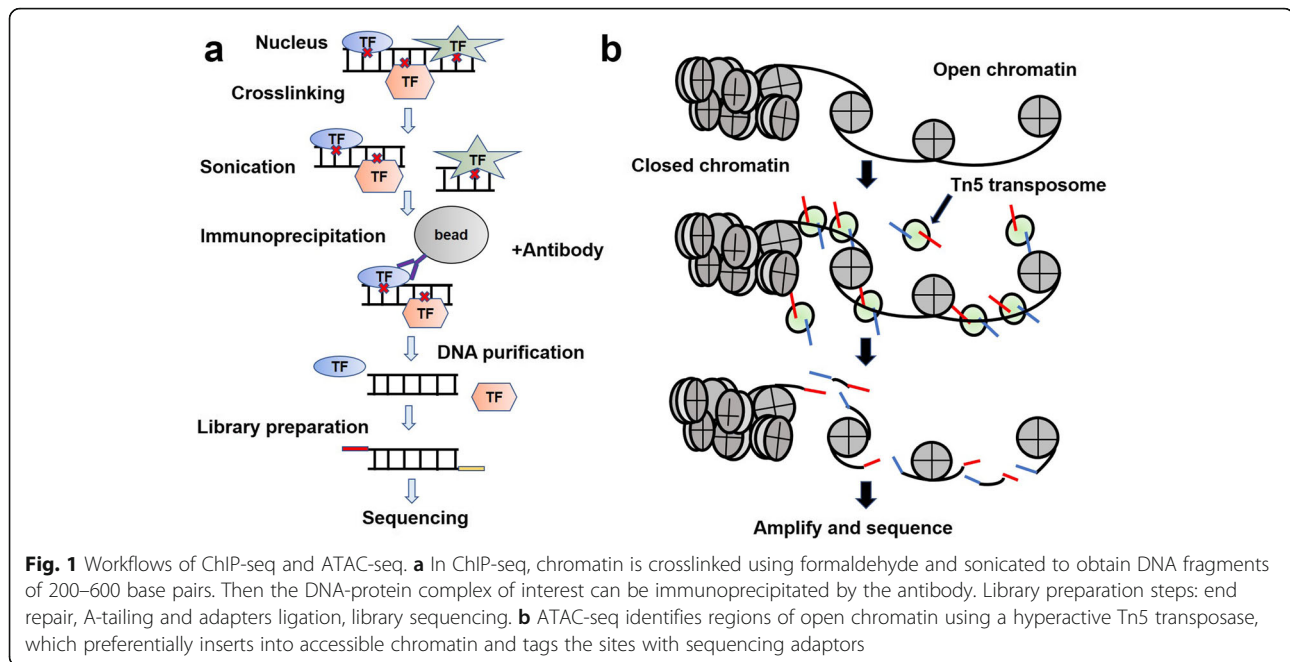 a
Nucleus
TF
TF
TF
Crosslinking
Sonication
TF
TF
TF
Immunoprecipitation
bead
+Antibody
TF
TF
DNA purification
TF
TF
Library preparation
Sequencing
b
Open chromatin
Closed chromatin
Tn5 transposome
Amplify and sequence
Fig. 1 Workflows of ChIP-seq and ATAC-seq. a In ChIP-seq, chromatin is crosslinked using formaldehyde and sonicated to obtain DNA fragments
of 200–600 base pairs. Then the DNA-protein complex of interest can be immunoprecipitated by the antibody. Library preparation steps: end
repair, A-tailing and adapters ligation, library sequencing. b ATAC-seq identifies regions of open chromatin using a hyperactive Tn5 transposase,
which preferentially inserts into accessible chromatin and tags the sites with sequencing adaptors